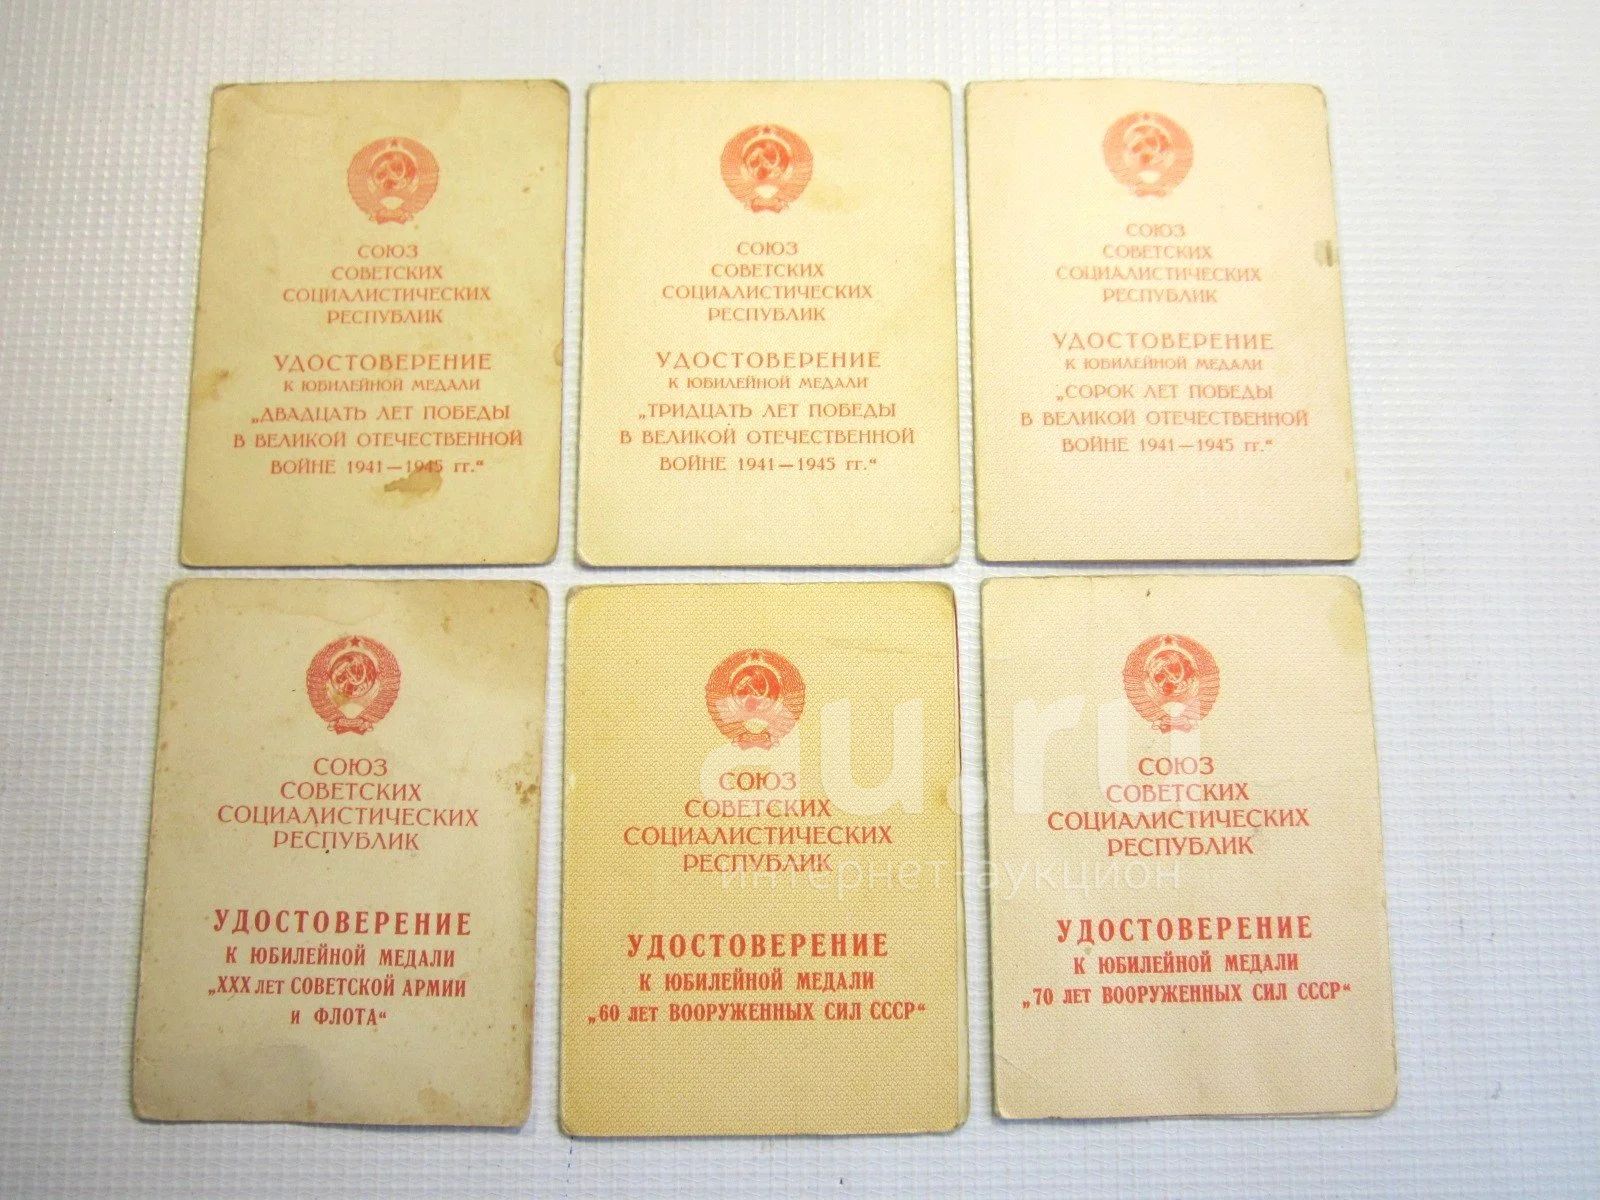 СОЮЗ
СОВЕТСКИХ
СОЦИАЛИСТИЧЕСКИХ
РЕСПУБЛИК
УДОСТОВЕРЕНИЕ
К ЮБИЛЕЙНОЙ МЕДАЛИ
„ДВАДЦАТЬ ЛЕТ ПОБЕДЫ
В ВЕЛИКОЙ ОТЕЧЕСТВЕННОЙ
ВОЙНЕ 1941—1945 гг.“
СОЮЗ
СОВЕТСКИХ
СОЦИАЛИСТИЧЕСКИХ
РЕСПУБЛИК
УДОСТОВЕРЕНИЕ
К ЮБИЛЕЙНОЙ МЕДАЛИ
„ТРИДЦАТЬ ЛЕТ ПОБЕДЫ
В ВЕЛИКОЙ ОТЕЧЕСТВЕННОЙ
ВОЙНЕ 1941—1945 гг.“
СОЮЗ
СОВЕТСКИХ
СОЦИАЛИСТИЧЕСКИХ
РЕСПУБЛИК
УДОСТОВЕРЕНИЕ
К ЮБИЛЕЙНОЙ МЕДАЛИ
„СОРОК ЛЕТ ПОБЕДЫ
В ВЕЛИКОЙ ОТЕЧЕСТВЕННОЙ
ВОЙНЕ 1941—1945 гг.“
СОЮЗ
СОВЕТСКИХ
СОЦИАЛИСТИЧЕСКИХ
РЕСПУБЛИК
УДОСТОВЕРЕНИЕ
К ЮБИЛЕЙНОЙ МЕДАЛИ
„XXX лет СОВЕТСКОЙ АРМИИ
и ФЛОТА“
СОЮЗ
СОВЕТСКИХ
СОЦИАЛИСТИЧЕСКИХ
РЕСПУБЛИК
УДОСТОВЕРЕНИЕ
К ЮБИЛЕЙНОЙ МЕДАЛИ
„60 лет ВООРУЖЕННЫХ СИЛ СССР“
СОЮЗ
СОВЕТСКИХ
СОЦИАЛИСТИЧЕСКИХ
РЕСПУБЛИК
УДОСТОВЕРЕНИЕ
К ЮБИЛЕЙНОЙ МЕДАЛИ
„70 лет ВООРУЖЕННЫХ СИЛ СССР“
au.ru
интернет-аукцион